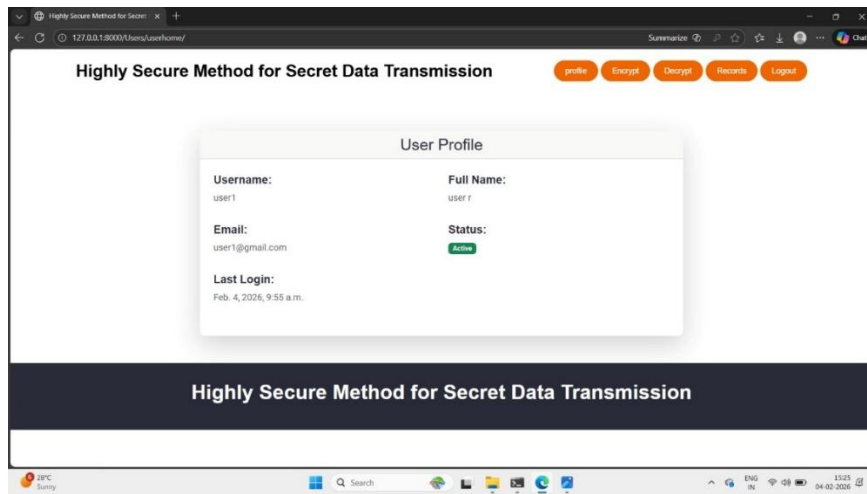 Highly Secure Method for Secret
127.0.0.1:8000/Users/userhome/
Summarize
Chat
Highly Secure Method for Secret Data Transmission
profile Encrypt Decrypt Records Logout
User Profile
Username:
user1
Full Name:
user r
Email:
user1@gmail.com
Status:
Active
Last Login:
Feb. 4, 2026, 9:55 a.m.
Highly Secure Method for Secret Data Transmission
28°C
Sunny
Search
ENG
IN
15:25
04-02-2026